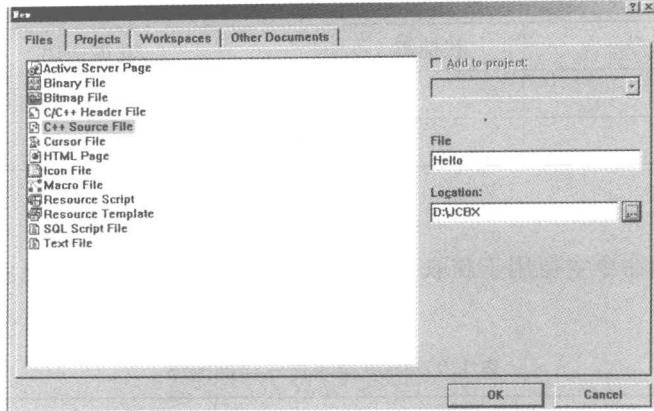 New
Files Projects Workspaces Other Documents
Active Server Page
Binary File
Bitmap File
C/C++ Header File
C++ Source File
Cursor File
HTML Page
Icon File
Macro File
Resource Script
Resource Template
SQL Script File
Text File
Add to project:
File
Hello
Location:
D:\JCBX
...
OK Cancel